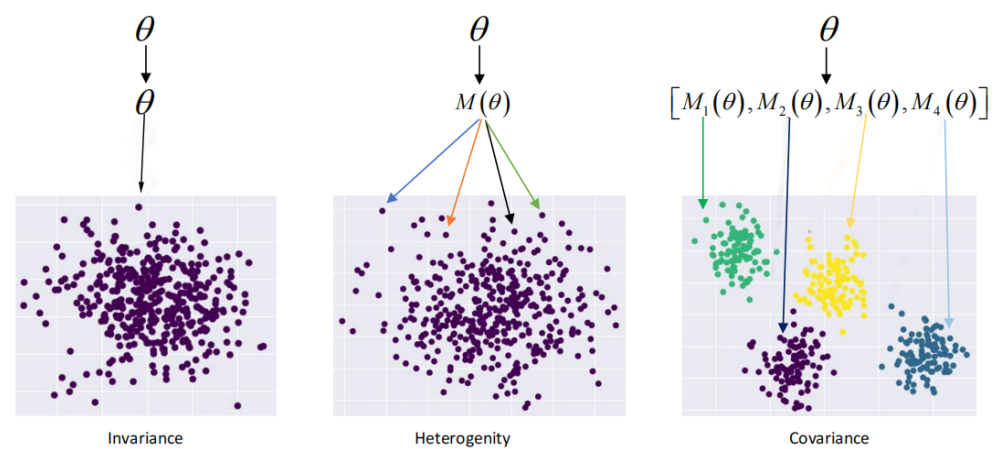 θ
θ
Invariance
θ
M(θ)
Heterogenity
θ
[M₁(θ), M₂(θ), M₃(θ), M₄(θ)]
Covariance